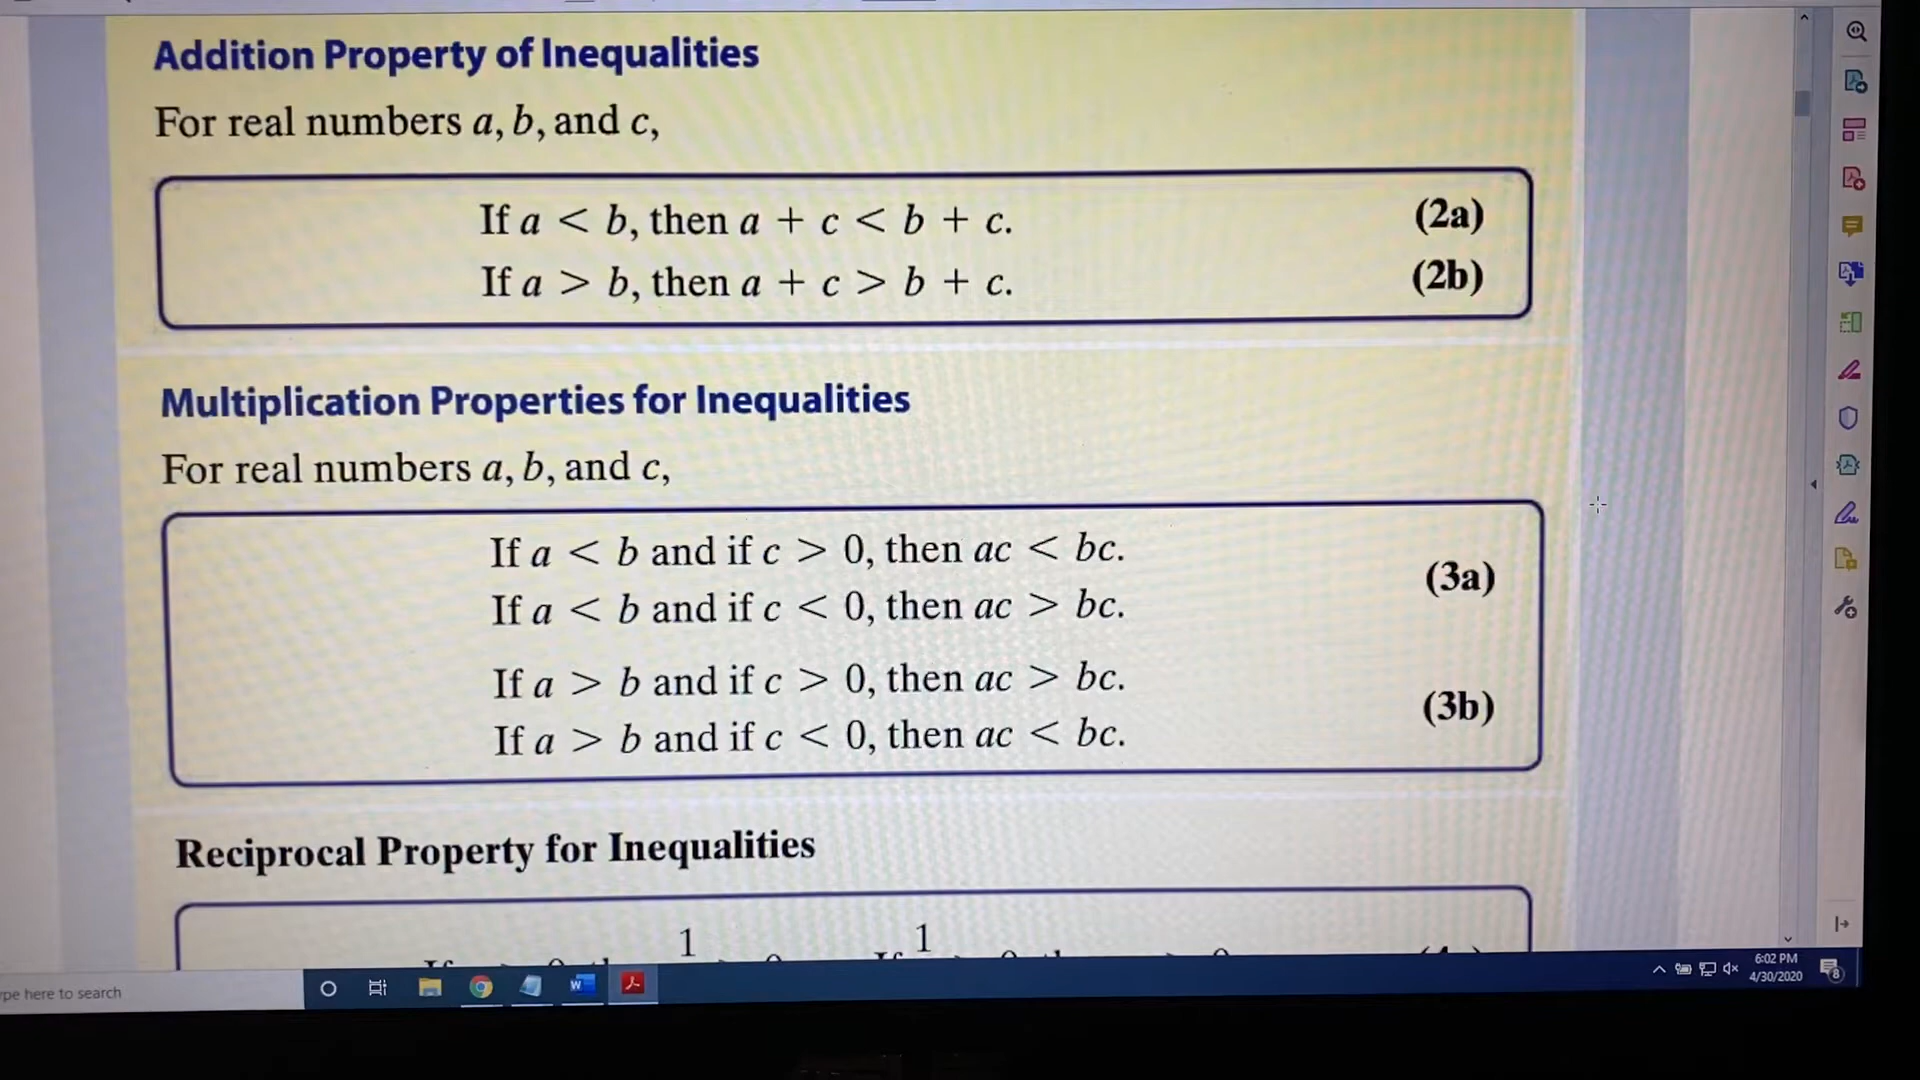 Addition Property of Inequalities
For real numbers a, b, and c,
If a < b, then a + c < b + c. (2a)
If a > b, then a + c > b + c. (2b)
Multiplication Properties for Inequalities
For real numbers a, b, and c,
If a < b and if c > 0, then ac < bc.
(3a)
If a < b and if c < 0, then ac > bc.
If a > b and if c > 0, then ac > bc.
(3b)
If a > b and if c < 0, then ac < bc.
Reciprocal Property for Inequalities
1 1
6:02 PM
pe here to search
4/30/2020
8